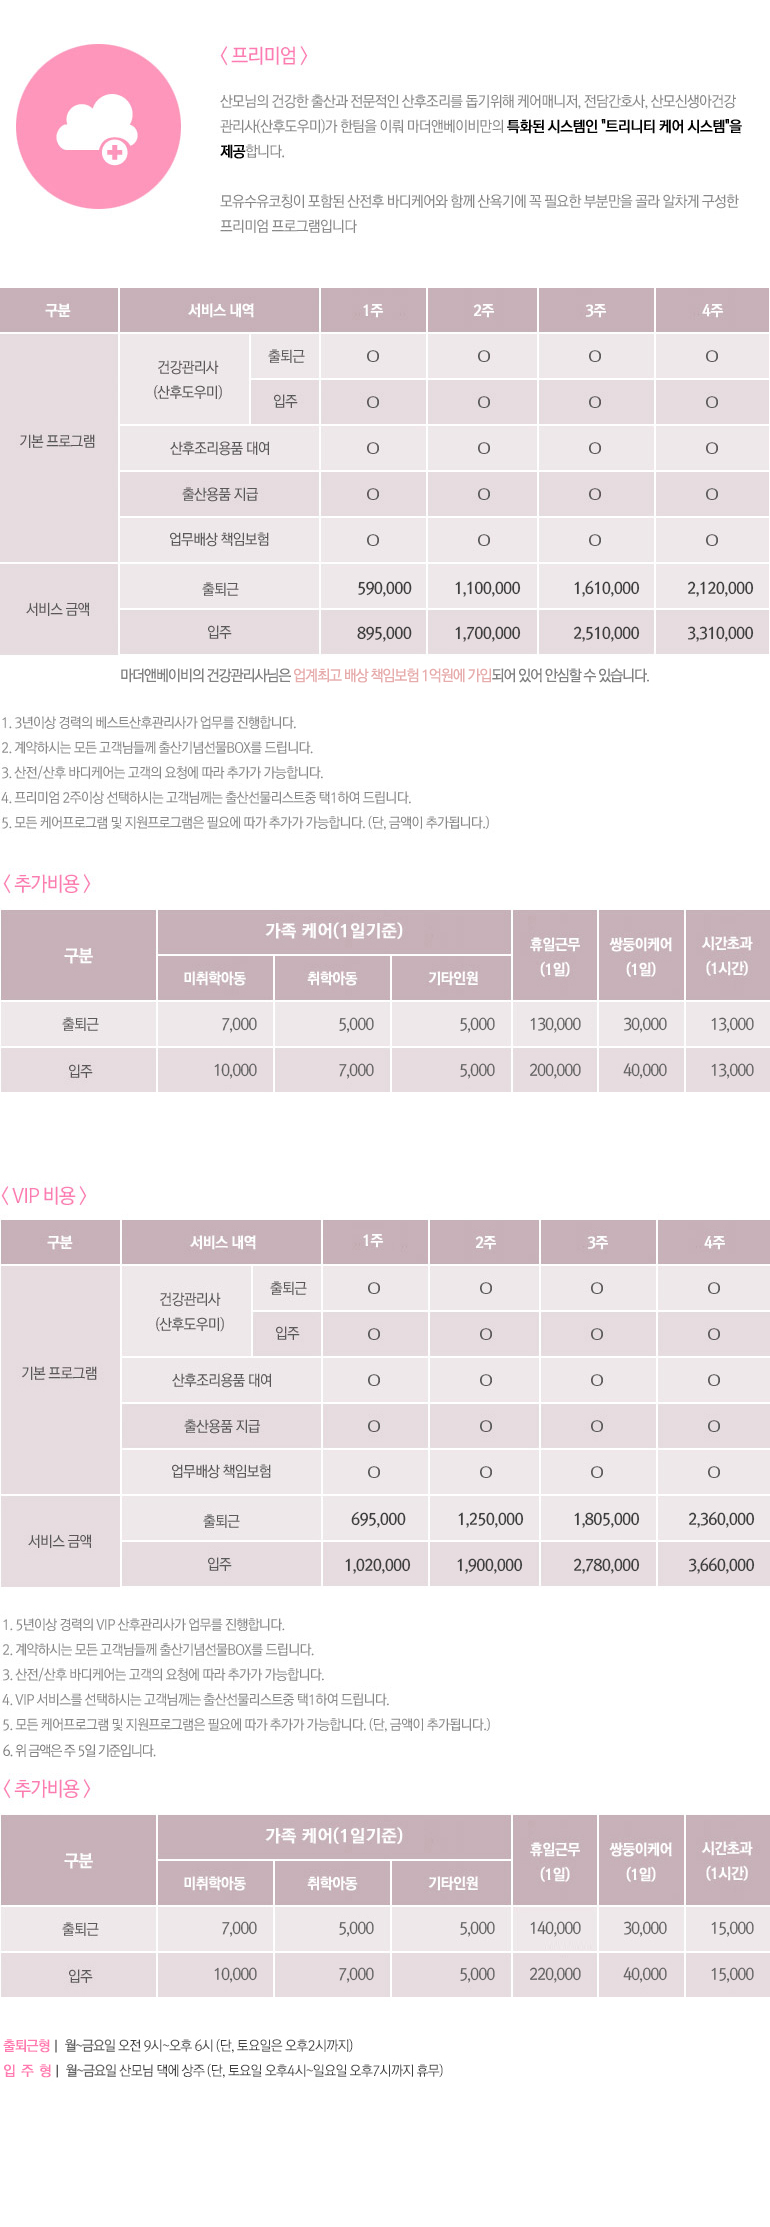 〈 프리미엄 〉
산모님의 건강한 출산과 전문적인 산후조리를 돕기위해 케어매니저, 전담간호사, 산모신생아건강
관리사(산후도우미)가 한팀을 이뤄 마더앤베이비만의 특화된 시스템인 "트리니티 케어 시스템"을
제공합니다.
모유수유코칭이 포함된 산전후 바디케어와 함께 산욕기에 꼭 필요한 부분만을 골라 알차게 구성한
프리미엄 프로그램입니다
구분 서비스 내역 1주 2주 3주 4주
기본 프로그램 건강관리사 (산후도우미) 출퇴근 O O O O
입주 O O O O
산후조리용품 대여 O O O O
출산용품 지급 O O O O
업무배상 책임보험 O O O O
서비스 금액 출퇴근 590,000 1,100,000 1,610,000 2,120,000
입주 895,000 1,700,000 2,510,000 3,310,000
마더앤베이비의 건강관리사님은 업계최고 배상 책임보험 1억원에 가입되어 있어 안심할 수 있습니다.
1. 3년이상 경력의 베스트산후관리사가 업무를 진행합니다.
2. 계약하시는 모든 고객님들께 출산기념선물BOX를 드립니다.
3. 산전/산후 바디케어는 고객의 요청에 따라 추가가 가능합니다.
4. 프리미엄 2주이상 선택하시는 고객님께는 출산선물리스트중 택1하여 드립니다.
5. 모든 케어프로그램 및 지원프로그램은 필요에 따가 추가가 가능합니다. (단, 금액이 추가됩니다.)
〈 추가비용 〉
구분 가족 케어(1일기준) 휴일근무 (1일) 쌍둥이케어 (1일) 시간초과 (1시간)
미취학아동 취학아동 기타인원
출퇴근 7,000 5,000 5,000 130,000 30,000 13,000
입주 10,000 7,000 5,000 200,000 40,000 13,000
〈 VIP 비용 〉
구분 서비스 내역 1주 2주 3주 4주
기본 프로그램 건강관리사 (산후도우미) 출퇴근 O O O O
입주 O O O O
산후조리용품 대여 O O O O
출산용품 지급 O O O O
업무배상 책임보험 O O O O
서비스 금액 출퇴근 695,000 1,250,000 1,805,000 2,360,000
입주 1,020,000 1,900,000 2,780,000 3,660,000
1. 5년이상 경력의 VIP 산후관리사가 업무를 진행합니다.
2. 계약하시는 모든 고객님들께 출산기념선물BOX를 드립니다.
3. 산전/산후 바디케어는 고객의 요청에 따라 추가가 가능합니다.
4. VIP 서비스를 선택하시는 고객님께는 출산선물리스트중 택1하여 드립니다.
5. 모든 케어프로그램 및 지원프로그램은 필요에 따가 추가가 가능합니다. (단, 금액이 추가됩니다.)
6. 위 금액은 주 5일 기준입니다.
〈 추가비용 〉
구분 가족 케어(1일기준) 휴일근무 (1일) 쌍둥이케어 (1일) 시간초과 (1시간)
미취학아동 취학아동 기타인원
출퇴근 7,000 5,000 5,000 140,000 30,000 15,000
입주 10,000 7,000 5,000 220,000 40,000 15,000
출퇴근형 | 월~금요일 오전 9시~오후 6시 (단, 토요일은 오후2시까지)
입 주 형 | 월~금요일 산모님 댁에 상주 (단, 토요일 오후4시~일요일 오후7시까지 휴무)